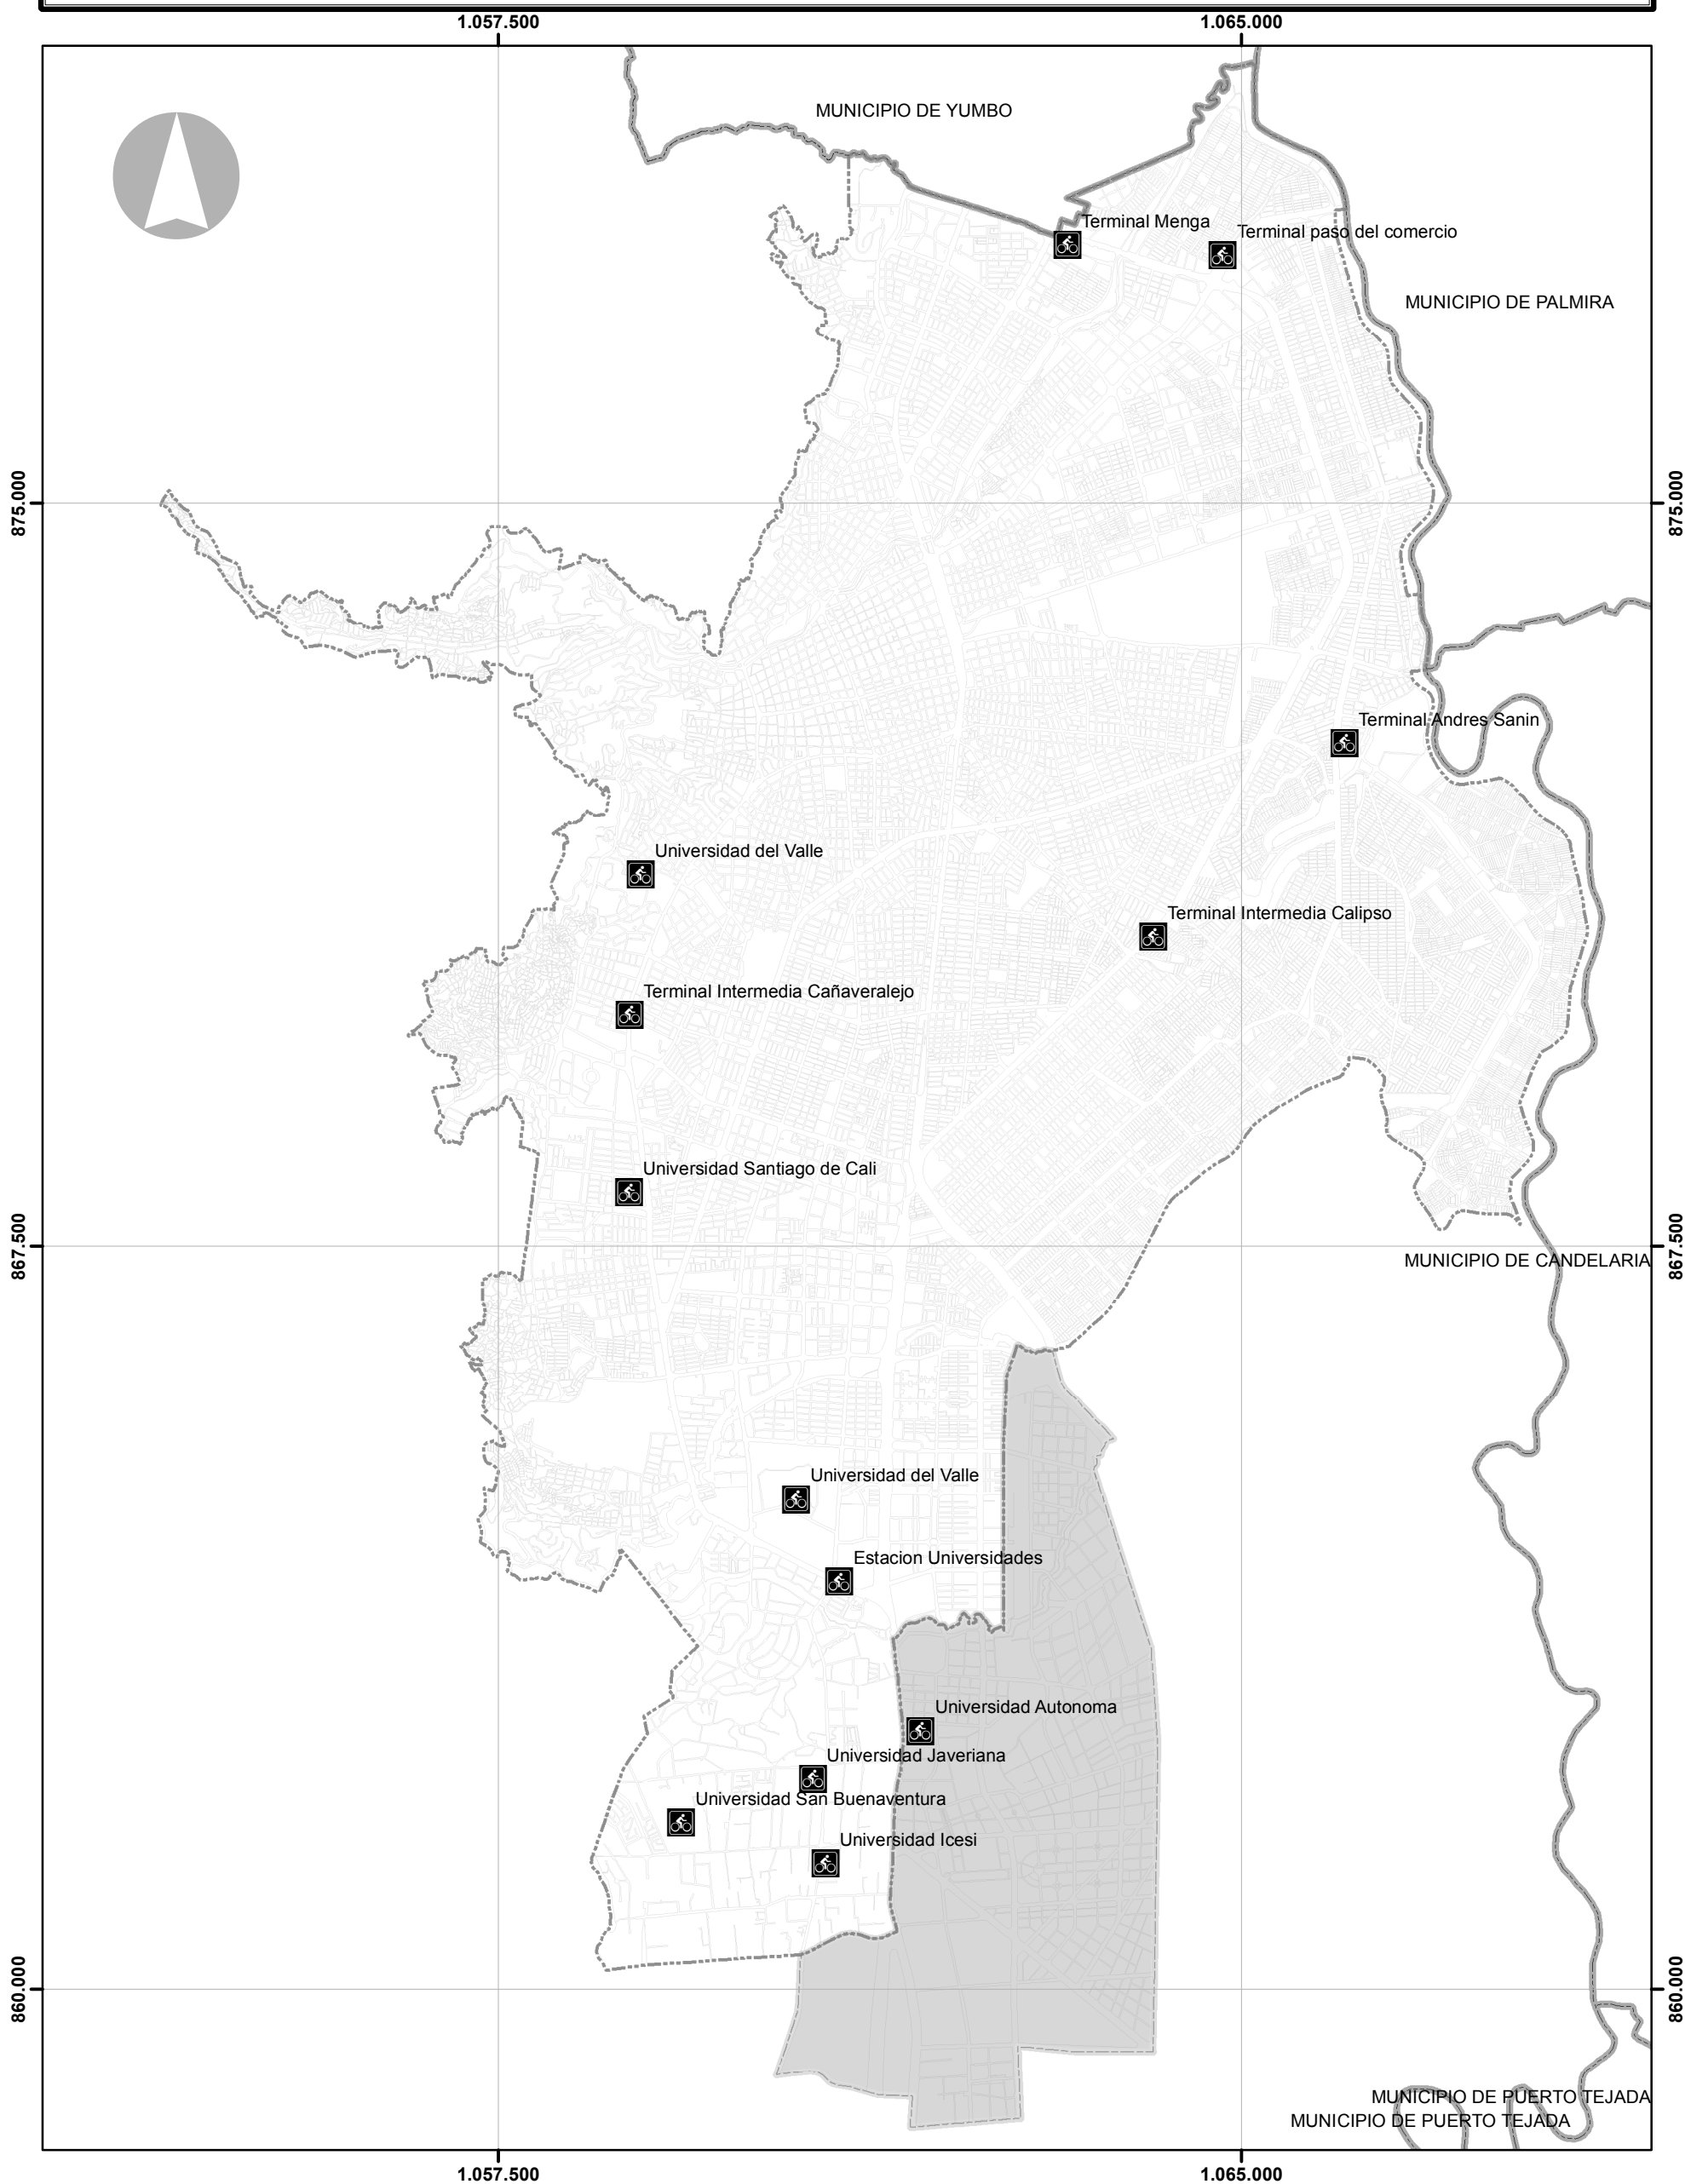 1.057.500
1.065.000
MUNICIPIO DE YUMBO
Terminal Menga
Terminal paso del comercio
MUNICIPIO DE PALMIRA
875.000
875.000
Terminal Andres Sanin
Universidad del Valle
Terminal Intermedia Calipso
Terminal Intermedia Cañaveralejo
Universidad Santiago de Cali
867.500
867.500
MUNICIPIO DE CANDELARIA
Universidad del Valle
Estacion Universidades
Universidad Autonoma
Universidad Javeriana
Universidad San Buenaventura
Universidad Icesi
860.000
860.000
MUNICIPIO DE PUERTO TEJADA
MUNICIPIO DE PUERTO TEJADA
1.057.500
1.065.000